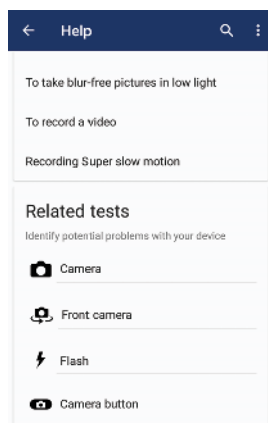 Help
To take blur-free pictures in low light
To record a video
Recording Super slow motion
Related tests
Identify potential problems with your device
Camera
Front camera
Flash
Camera button